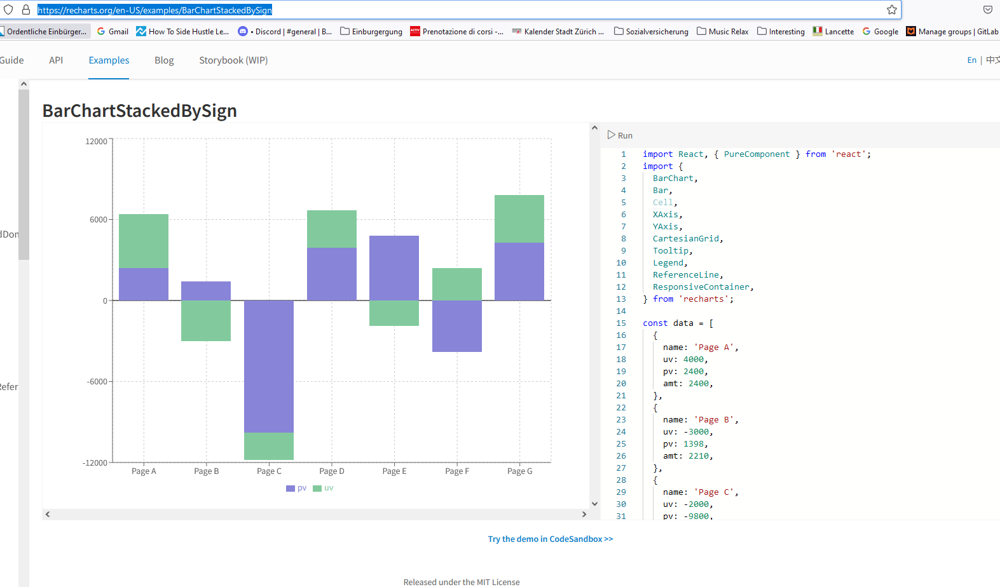 https://recharts.org/en-US/examples/BarChartStackedBySign
Ordentliche Einbürger... Gmail How To Side Hustle Le... • Discord | #general | B... Einburgergung Prenotazione di corsi -... Kalender Stadt Zürich ... Sozialversicherung Music Relax Interesting Lancette Google Manage groups | GitLab
Guide API Examples Blog Storybook (WIP) En | 中文
BarChartStackedBySign
12000
6000
0
-6000
-12000
Page A Page B Page C Page D Page E Page F Page G
pv uv
dDon
Refer
Run
1 import React, { PureComponent } from 'react';
2 import {
3 BarChart,
4 Bar,
5 Cell,
6 XAxis,
7 YAxis,
8 CartesianGrid,
9 Tooltip,
10 Legend,
11 ReferenceLine,
12 ResponsiveContainer,
13 } from 'recharts';
14
15 const data = [
16 {
17 name: 'Page A',
18 uv: 4000,
19 pv: 2400,
20 amt: 2400,
21 },
22 {
23 name: 'Page B',
24 uv: -3000,
25 pv: 1398,
26 amt: 2210,
27 },
28 {
29 name: 'Page C',
30 uv: -2000,
31 pv: -9800,
Try the demo in CodeSandbox >>
Released under the MIT License